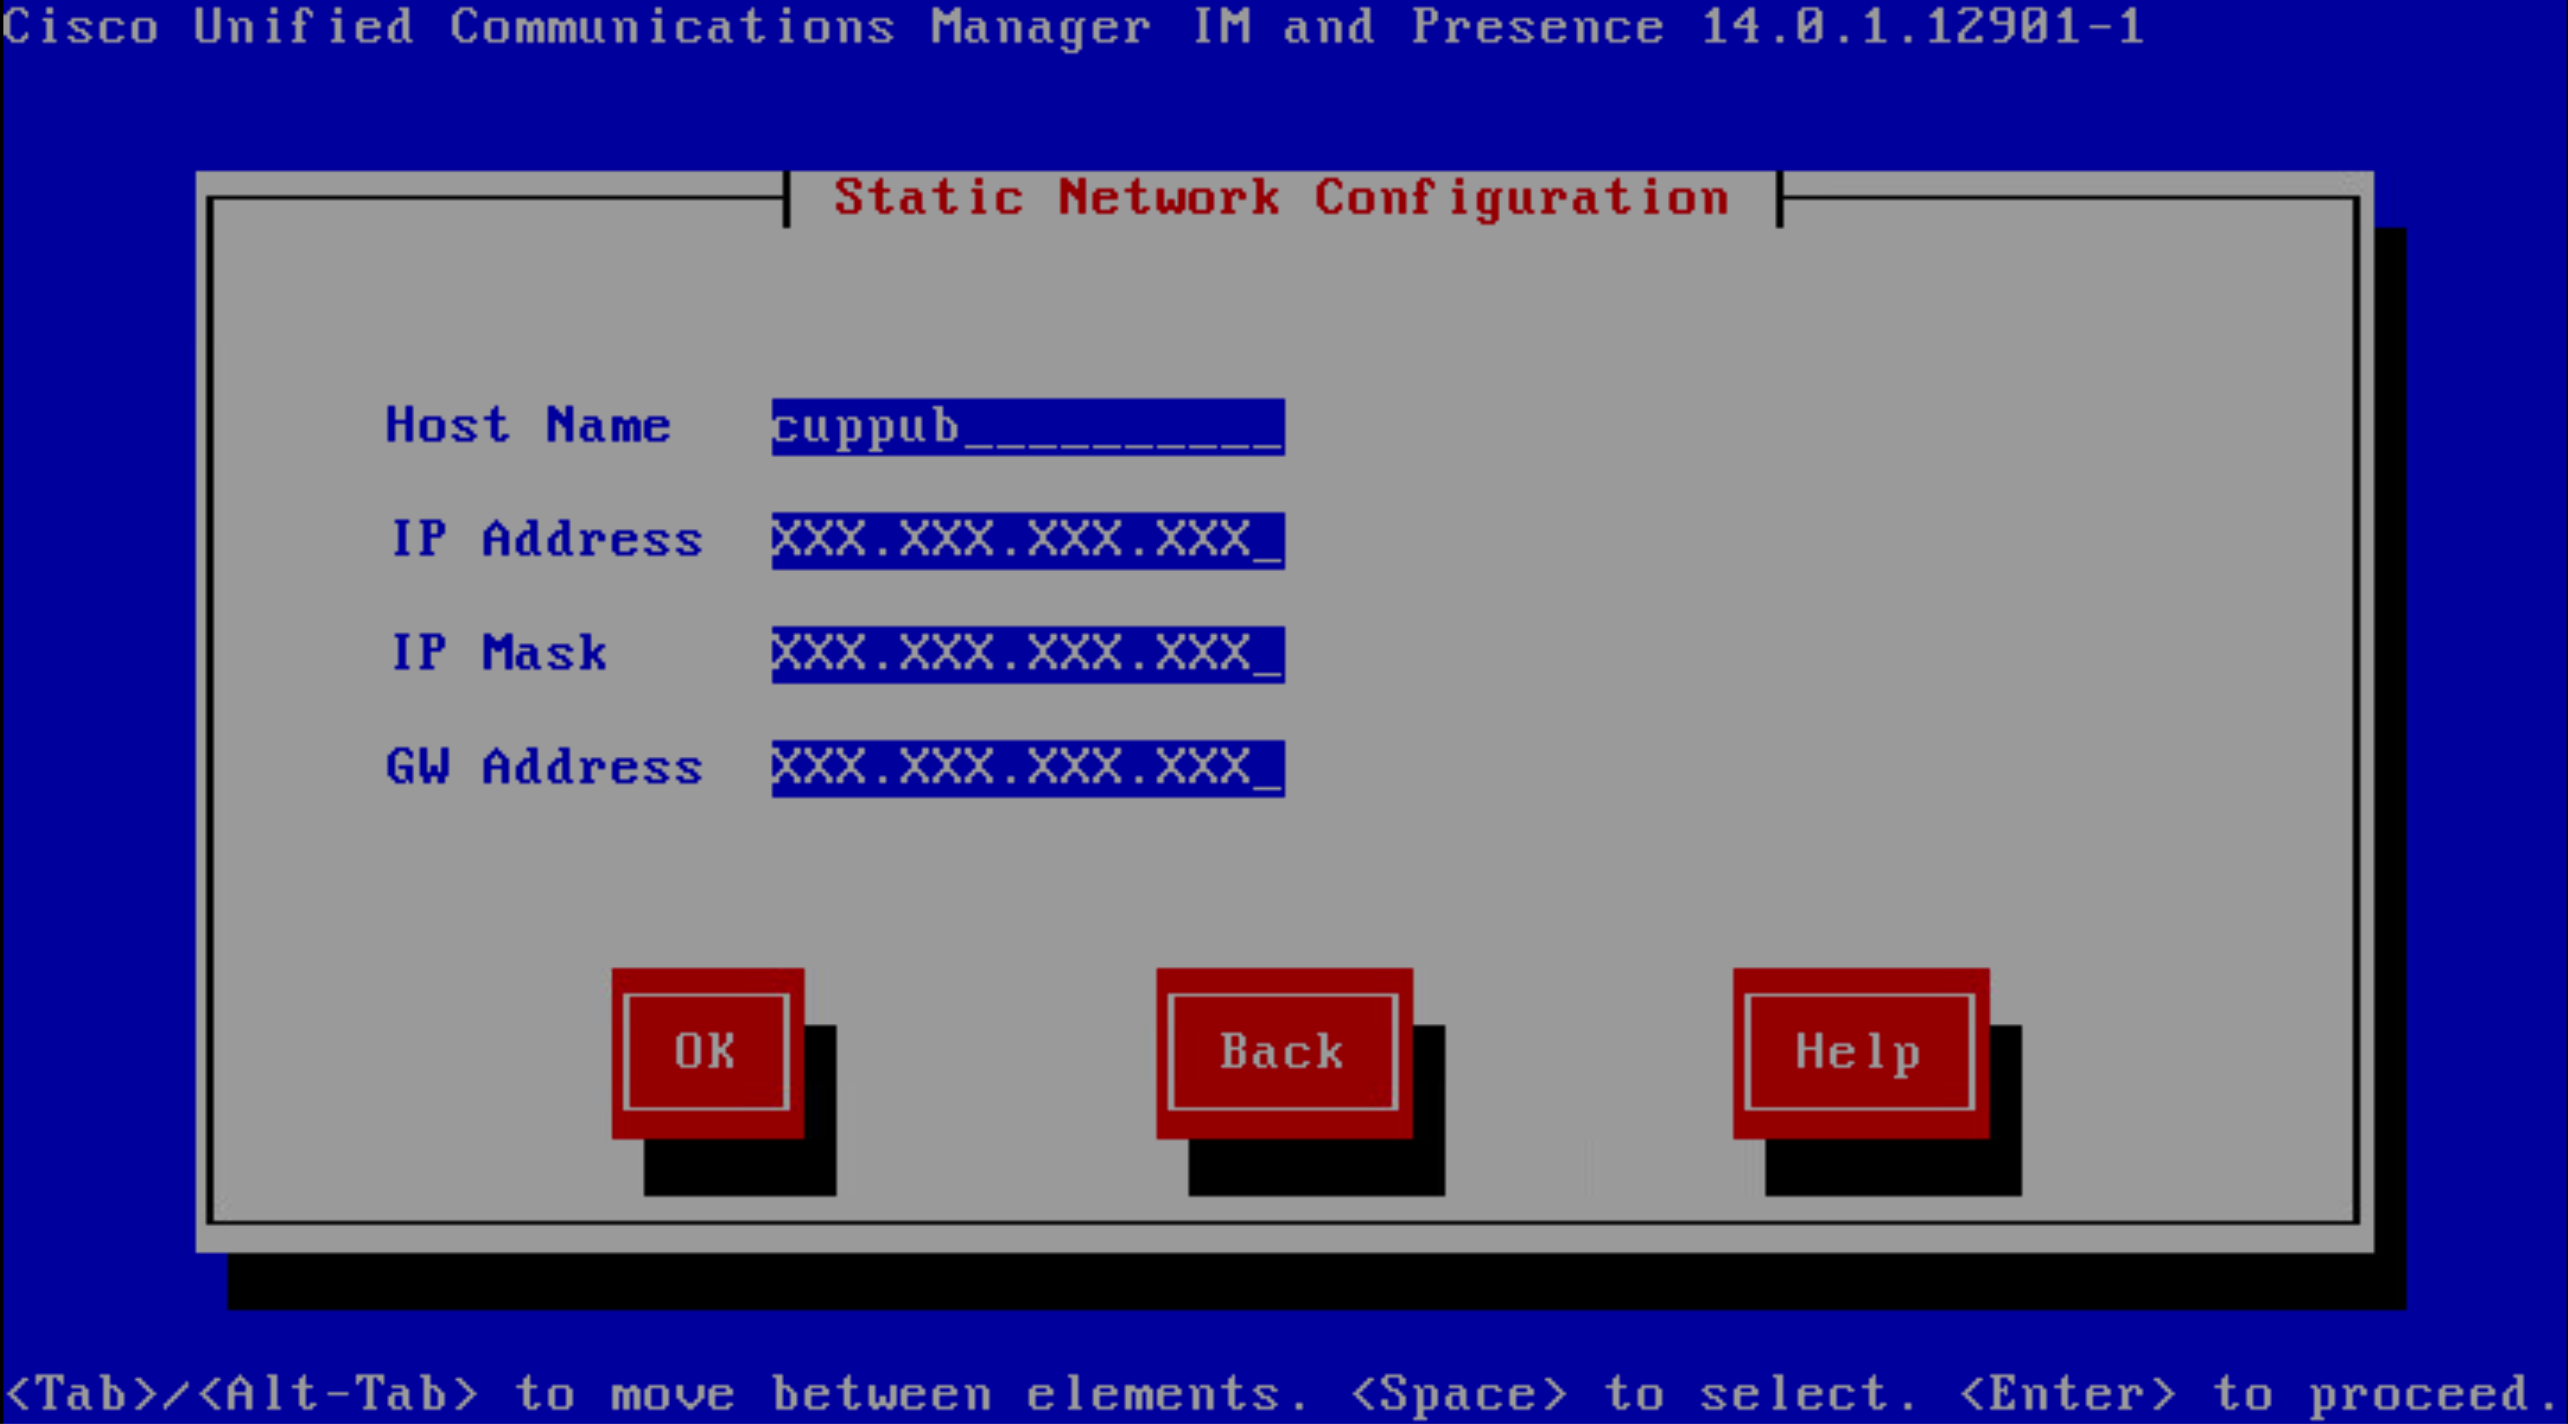 Cisco Unified Communications Manager IM and Presence 14.0.1.12901-1
Static Network Configuration
Host Name cuppub__________
IP Address XXX.XXX.XXX.XXX_
IP Mask XXX.XXX.XXX.XXX_
GW Address XXX.XXX.XXX.XXX_
OK Back Help
<Tab>/<Alt-Tab> to move between elements. <Space> to select. <Enter> to proceed.